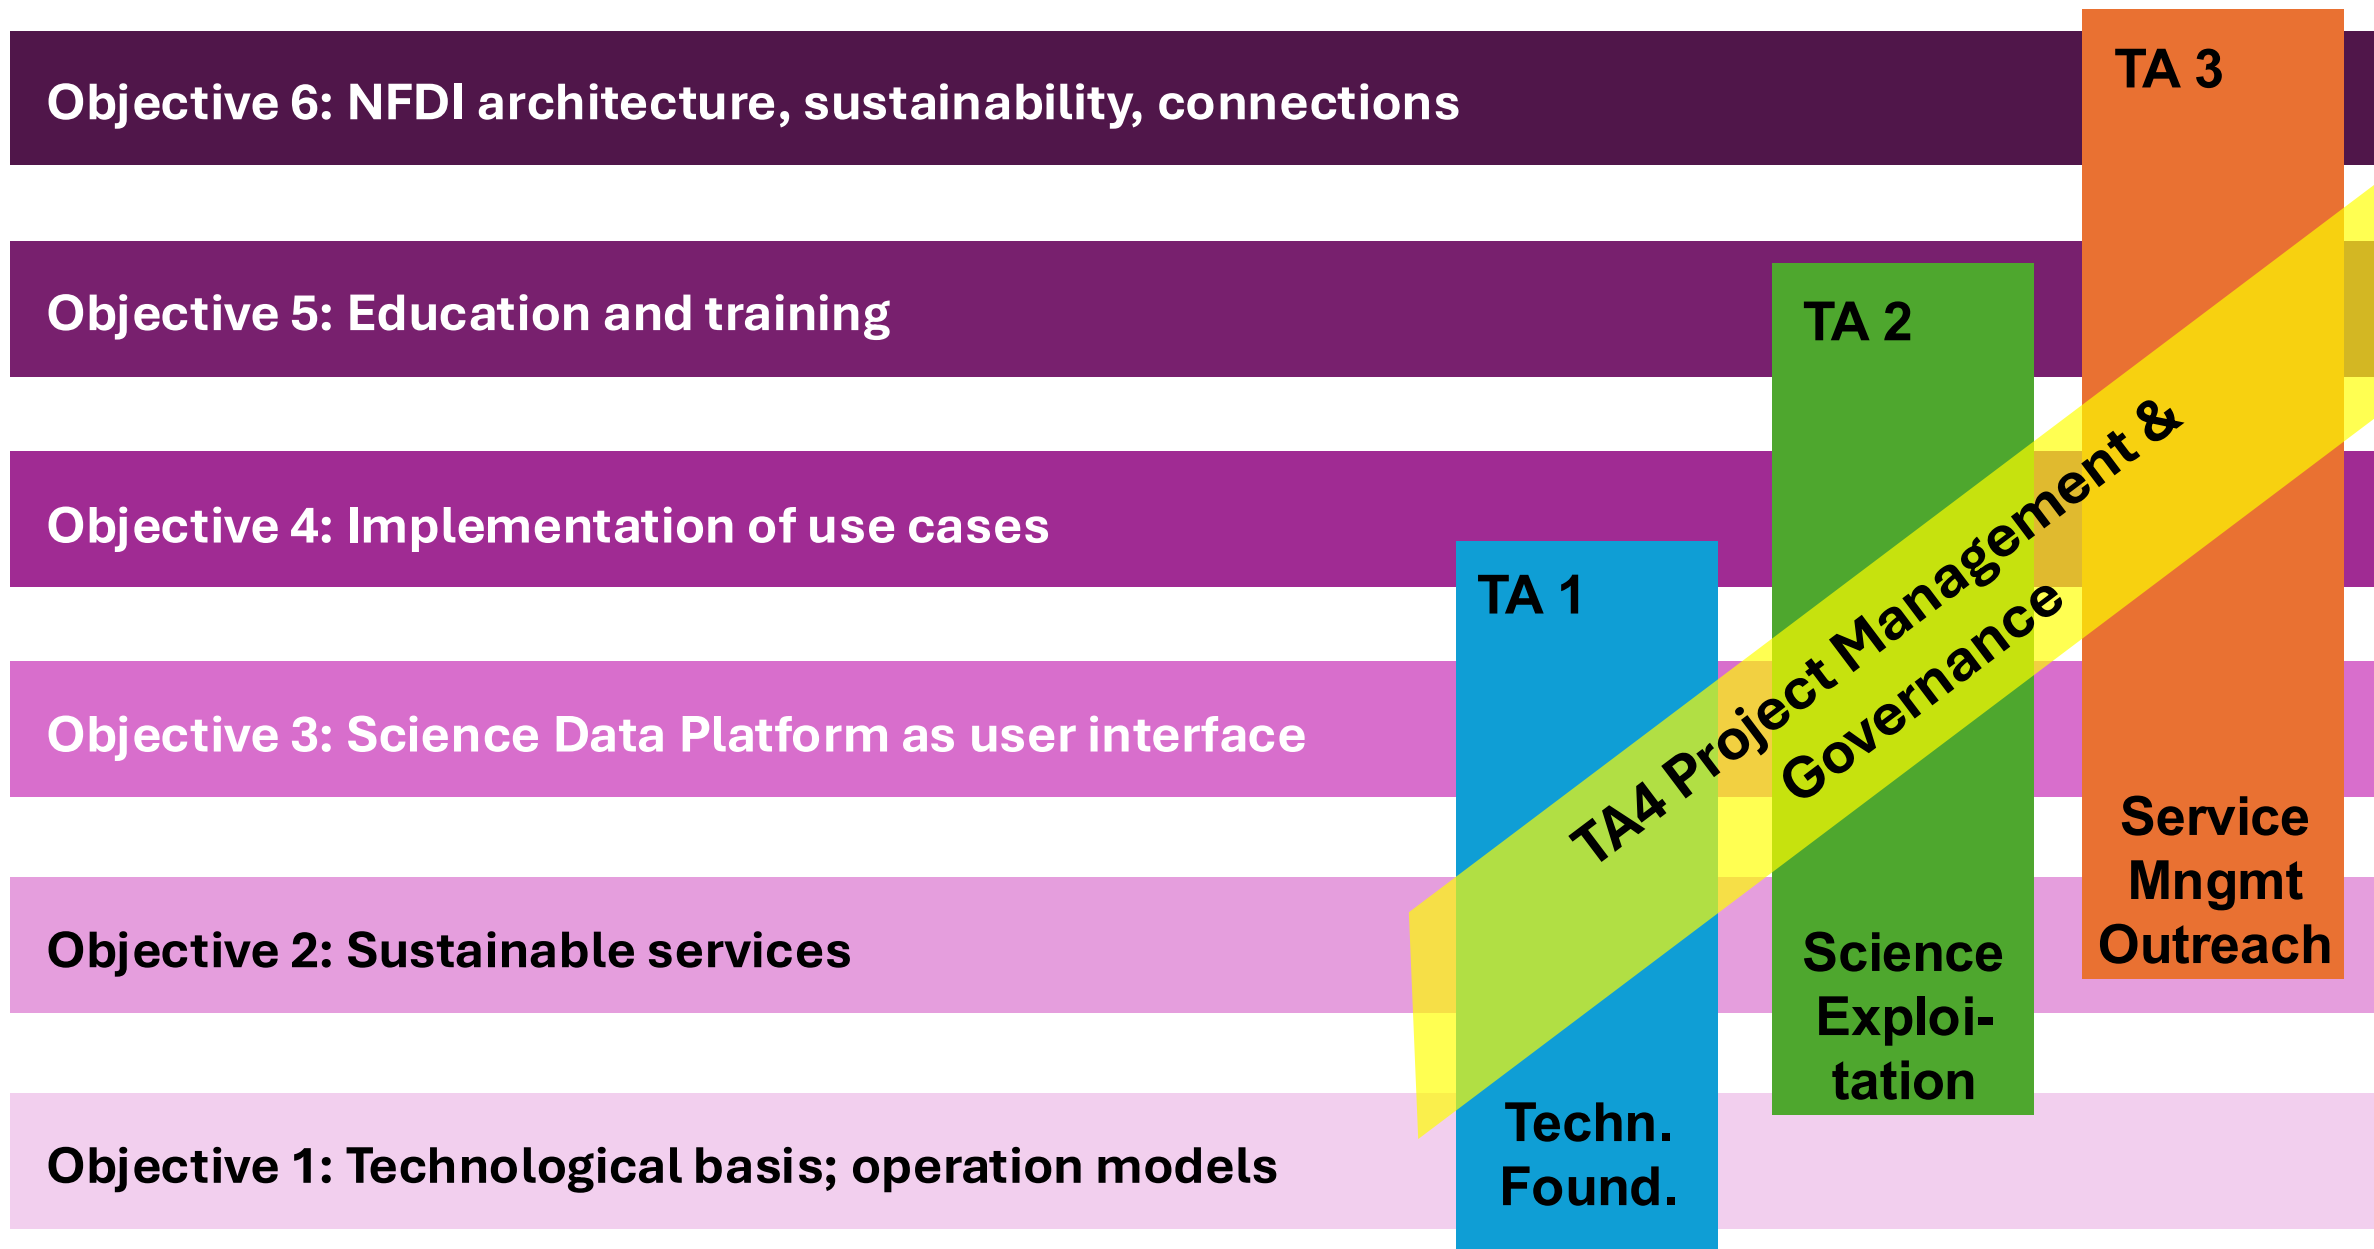 Objective 6: NFDI architecture, sustainability, connections
TA 3
Objective 5: Education and training
TA 2
Objective 4: Implementation of use cases
TA 1
Objective 3: Science Data Platform as user interface
TA4 Project Management &
Governance
Service
Mngmt
Outreach
Objective 2: Sustainable services
Science
Exploi-
tation
Objective 1: Technological basis; operation models
Techn.
Found.